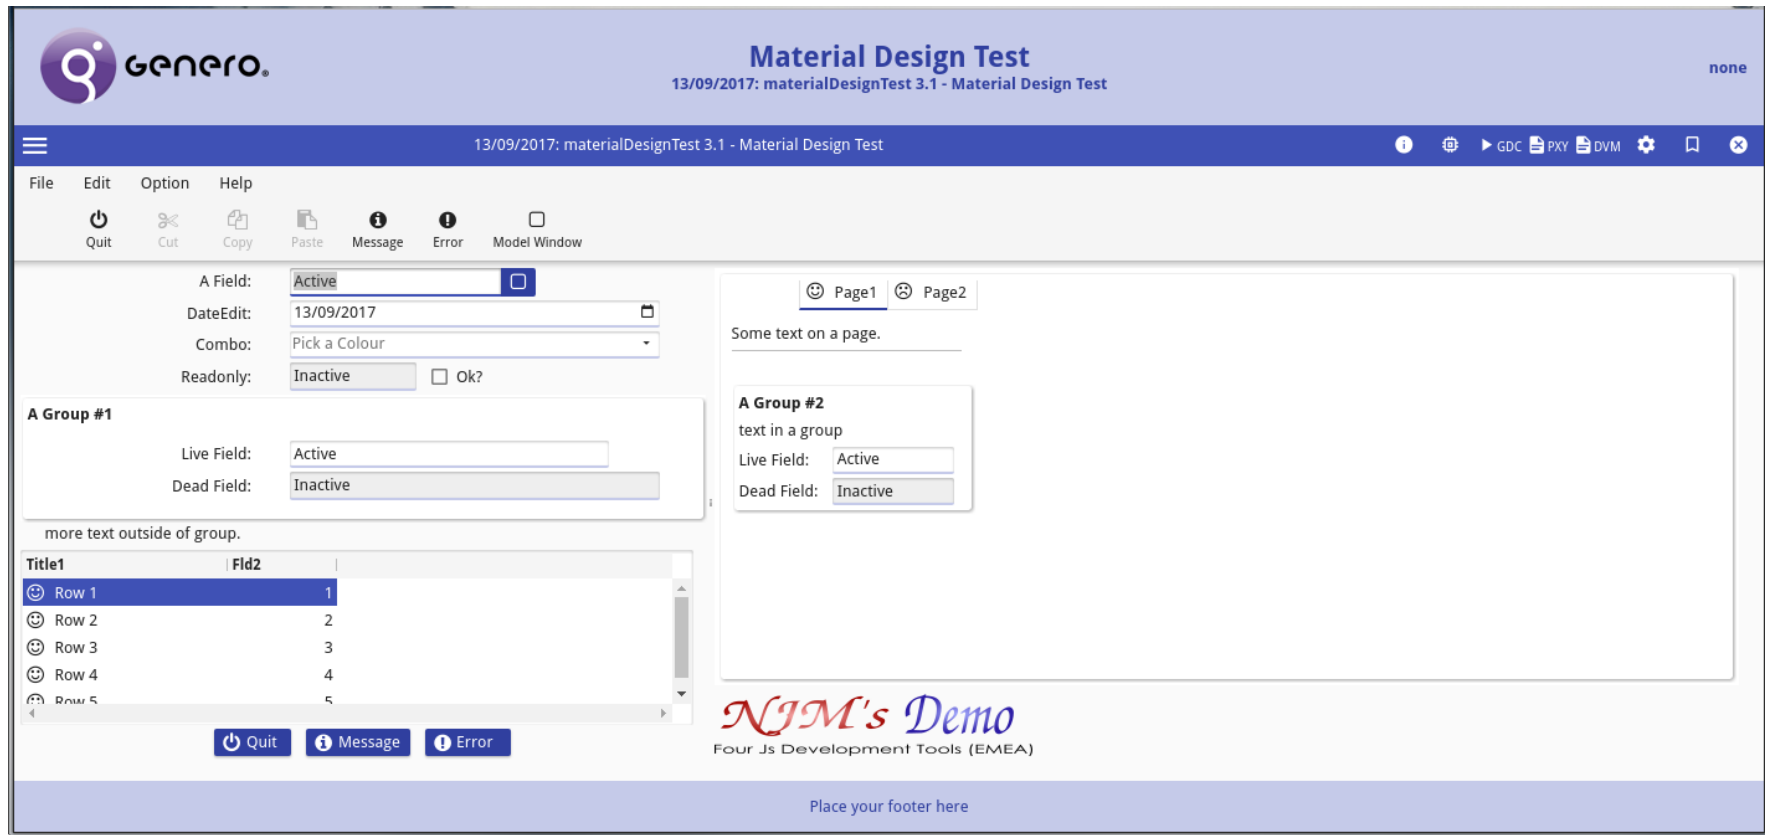 Genero.
Material Design Test
13/09/2017: materialDesignTest 3.1 - Material Design Test
none
13/09/2017: materialDesignTest 3.1 - Material Design Test
GDC PXY DVM
File Edit Option Help
Quit Cut Copy Paste Message Error Model Window
A Field: Active
DateEdit: 13/09/2017
Combo: Pick a Colour
Readonly: Inactive Ok?
A Group #1
Live Field: Active
Dead Field: Inactive
more text outside of group.
Title1 Fld2
Row 1 1
Row 2 2
Row 3 3
Row 4 4
Row 5 5
Quit Message Error
Page1 Page2
Some text on a page.
A Group #2
text in a group
Live Field: Active
Dead Field: Inactive
NJM's Demo
Four Js Development Tools (EMEA)
Place your footer here